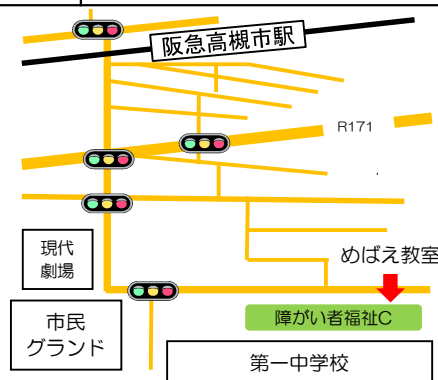 阪急高槻市駅
R171
現代
劇場
めばえ教室
市民
グランド
障がい者福祉C
第一中学校